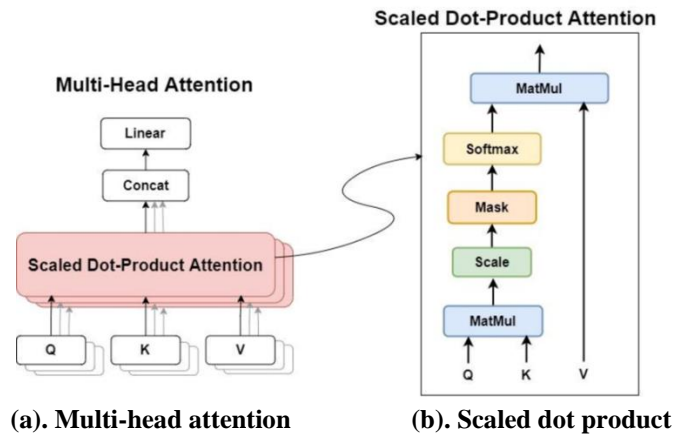 Multi-Head Attention
Linear
Concat
Scaled Dot-Product Attention
Q K V
(a). Multi-head attention
Scaled Dot-Product Attention
MatMul
Softmax
Mask
Scale
MatMul
Q K V
(b). Scaled dot product